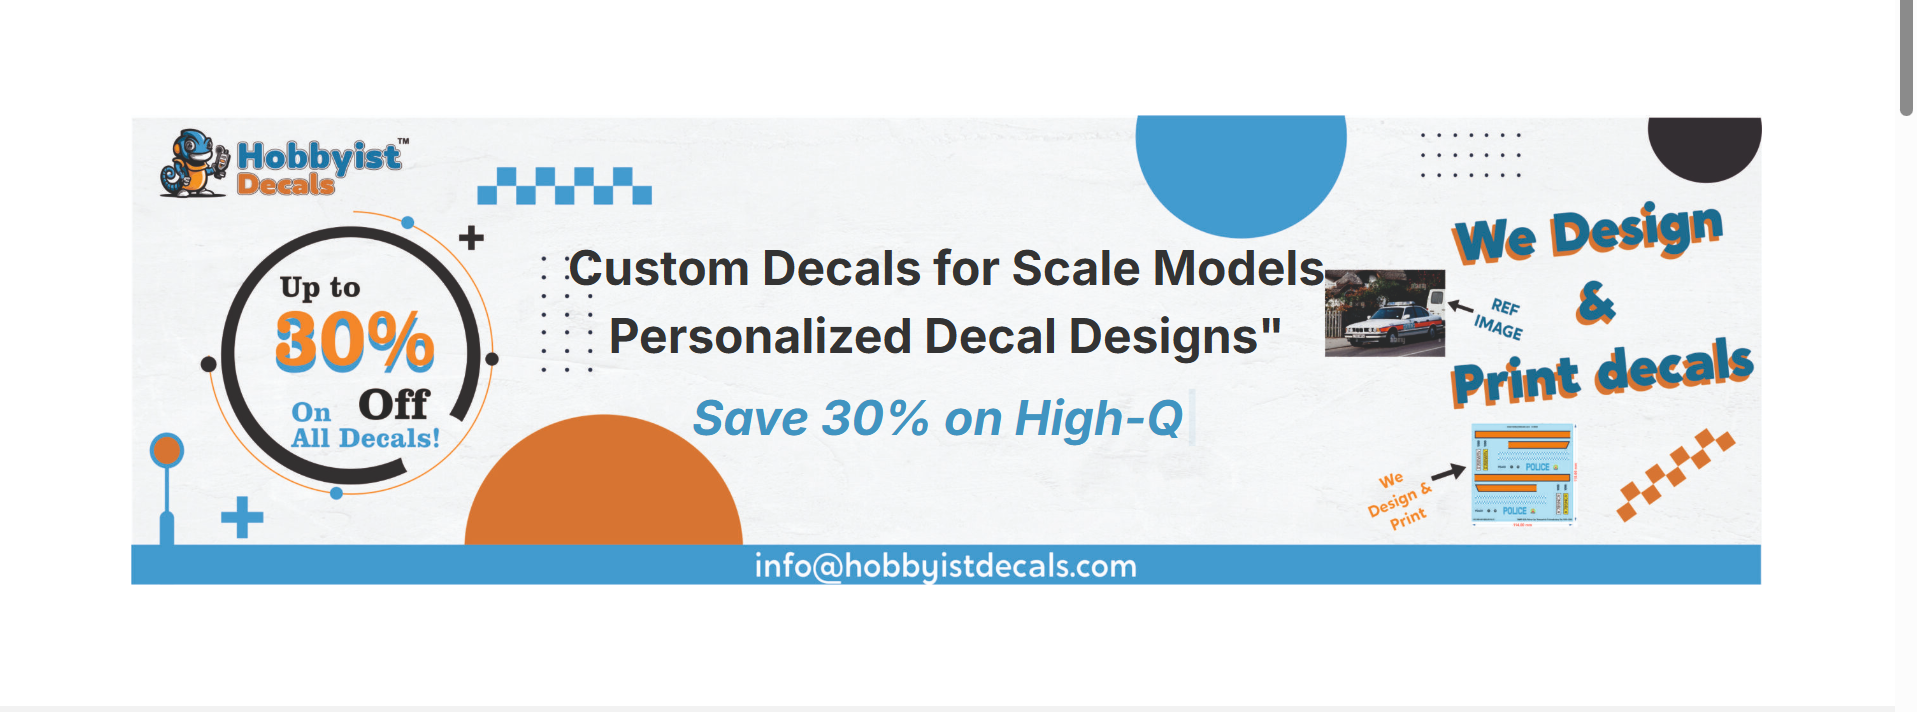 Hobbyist™
Decals
Up to
30%
Off
On
All Decals!
Custom Decals for Scale Models
Personalized Decal Designs"
Save 30% on High-Q
We Design
&
Print decals
REF
IMAGE
We
Design &
Print
POLICE
POLICE
info@hobbyistdecals.com